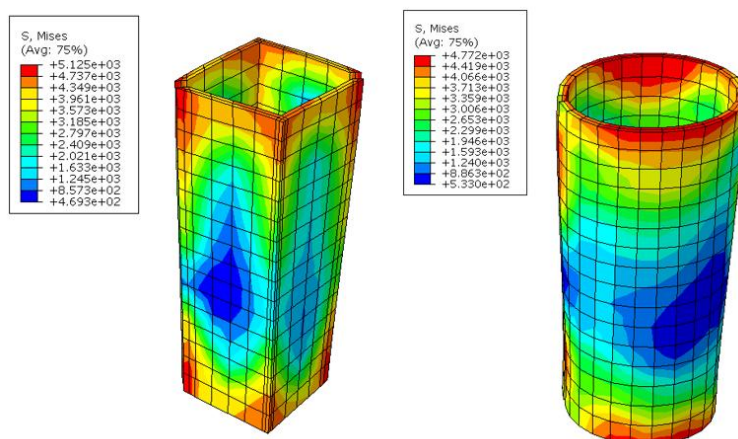 S, Mises
(Avg: 75%)
+5.125e+03
+4.737e+03
+4.349e+03
+3.961e+03
+3.573e+03
+3.185e+03
+2.797e+03
+2.409e+03
+2.021e+03
+1.633e+03
+1.245e+03
+8.573e+02
+4.693e+02
S, Mises
(Avg: 75%)
+4.772e+03
+4.419e+03
+4.066e+03
+3.713e+03
+3.359e+03
+3.006e+03
+2.653e+03
+2.299e+03
+1.946e+03
+1.593e+03
+1.240e+03
+8.863e+02
+5.330e+02